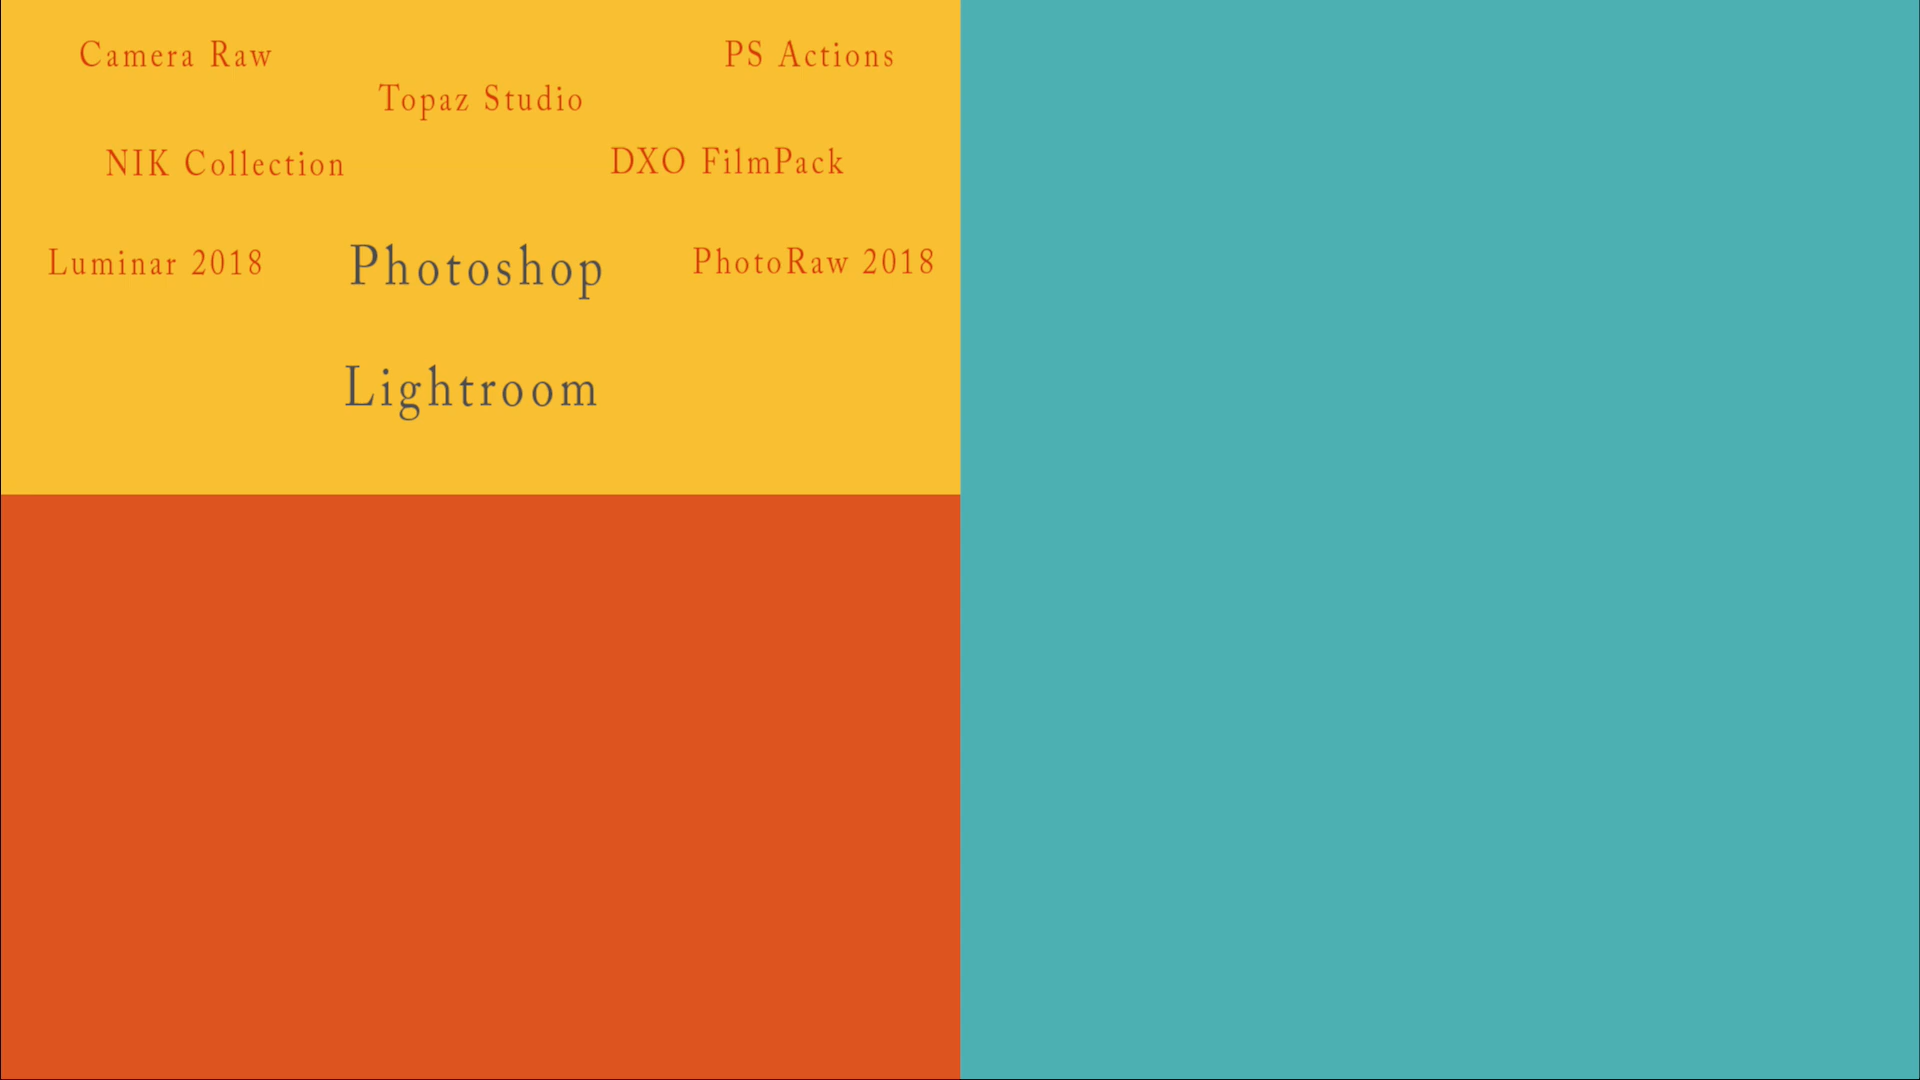 Camera Raw
PS Actions
Topaz Studio
NIK Collection
DXO FilmPack
Luminar 2018
Photoshop
PhotoRaw 2018
Lightroom